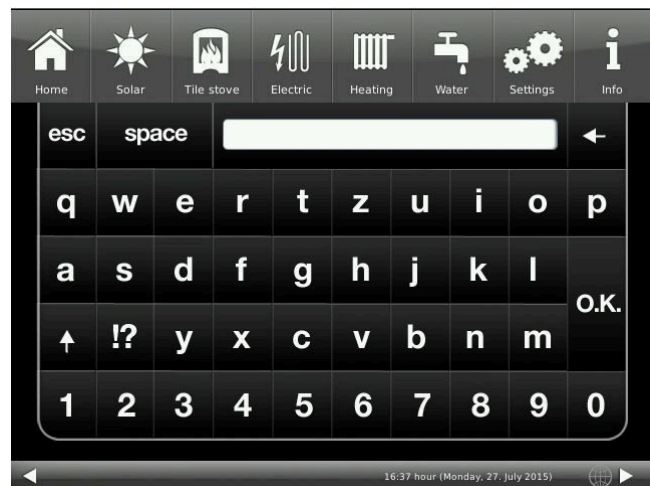 Home Solar Tile stove Electric Heating Water Settings Info
esc space
q w e r t z u i o p
a s d f g h j k l
O.K.
!? y x c v b n m
1 2 3 4 5 6 7 8 9 0
16:37 hour (Monday, 27. July 2015)